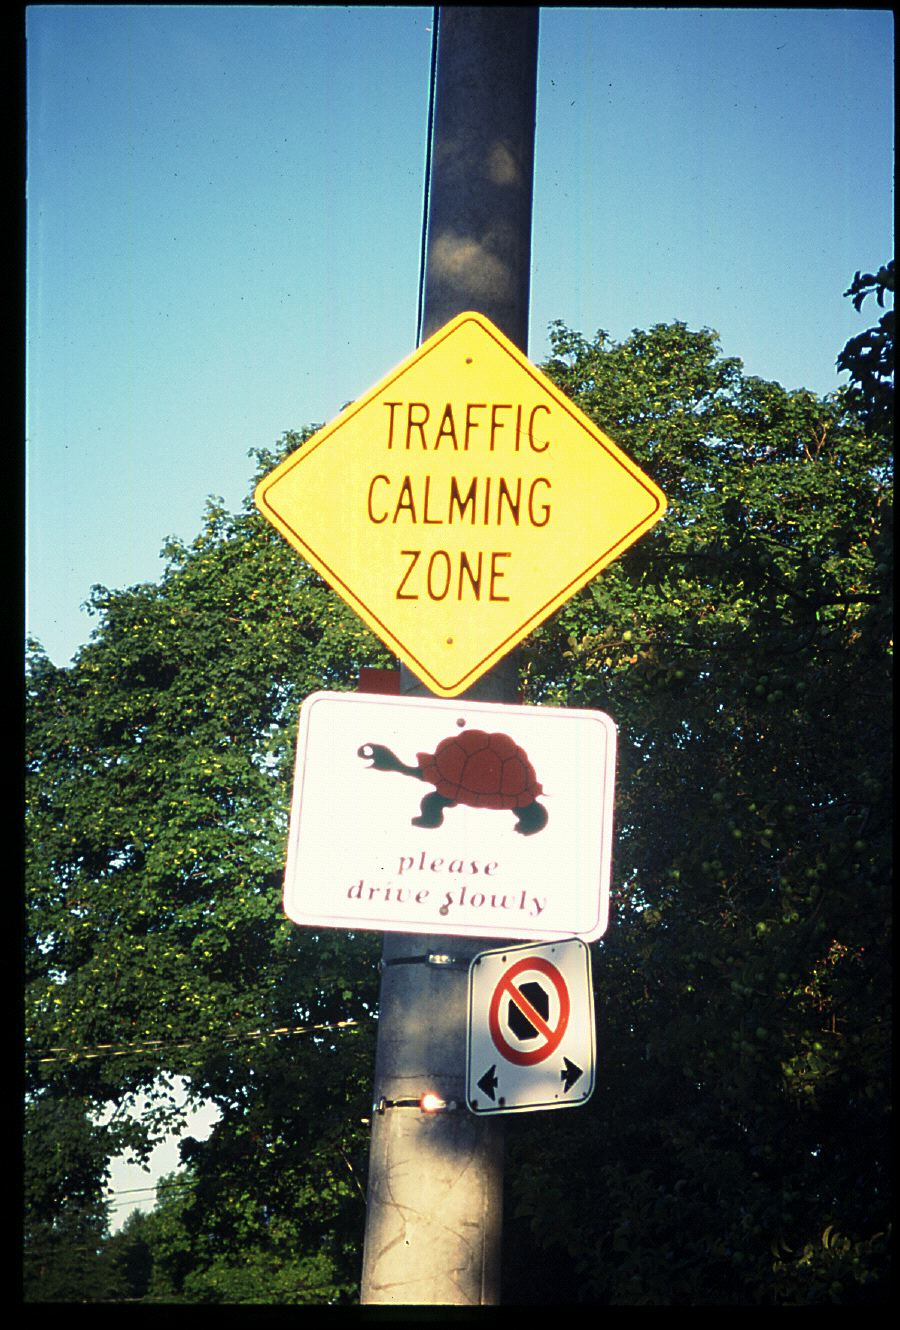 TRAFFIC
CALMING
ZONE
please
drive slowly